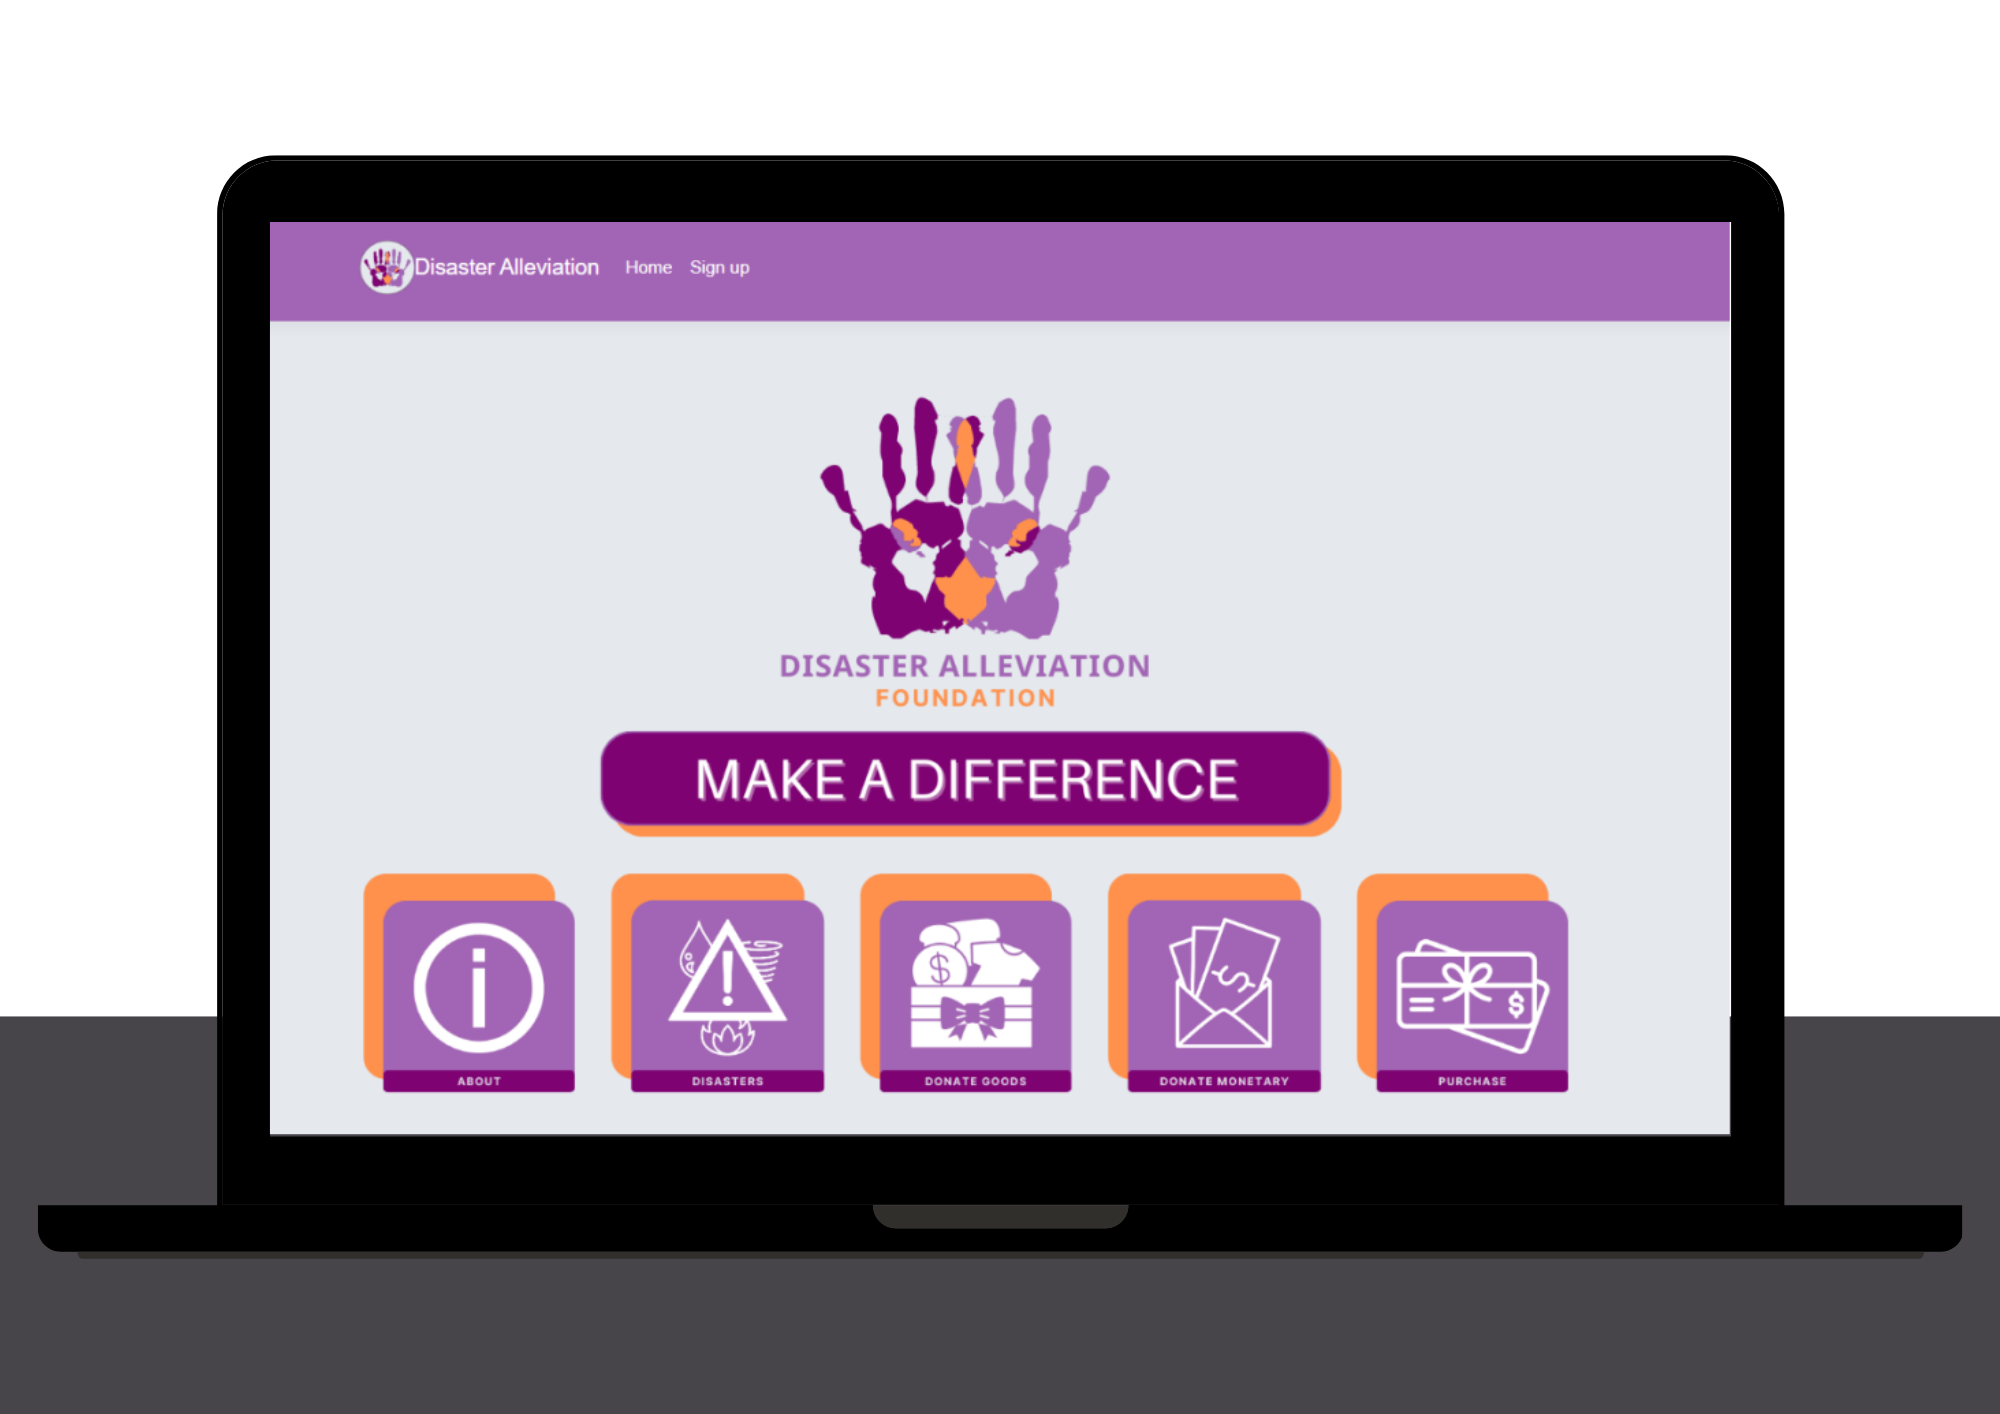 Disaster Alleviation Home Sign up
DISASTER ALLEVIATION
FOUNDATION
MAKE A DIFFERENCE
ABOUT DISASTERS DONATE GOODS DONATE MONETARY PURCHASE